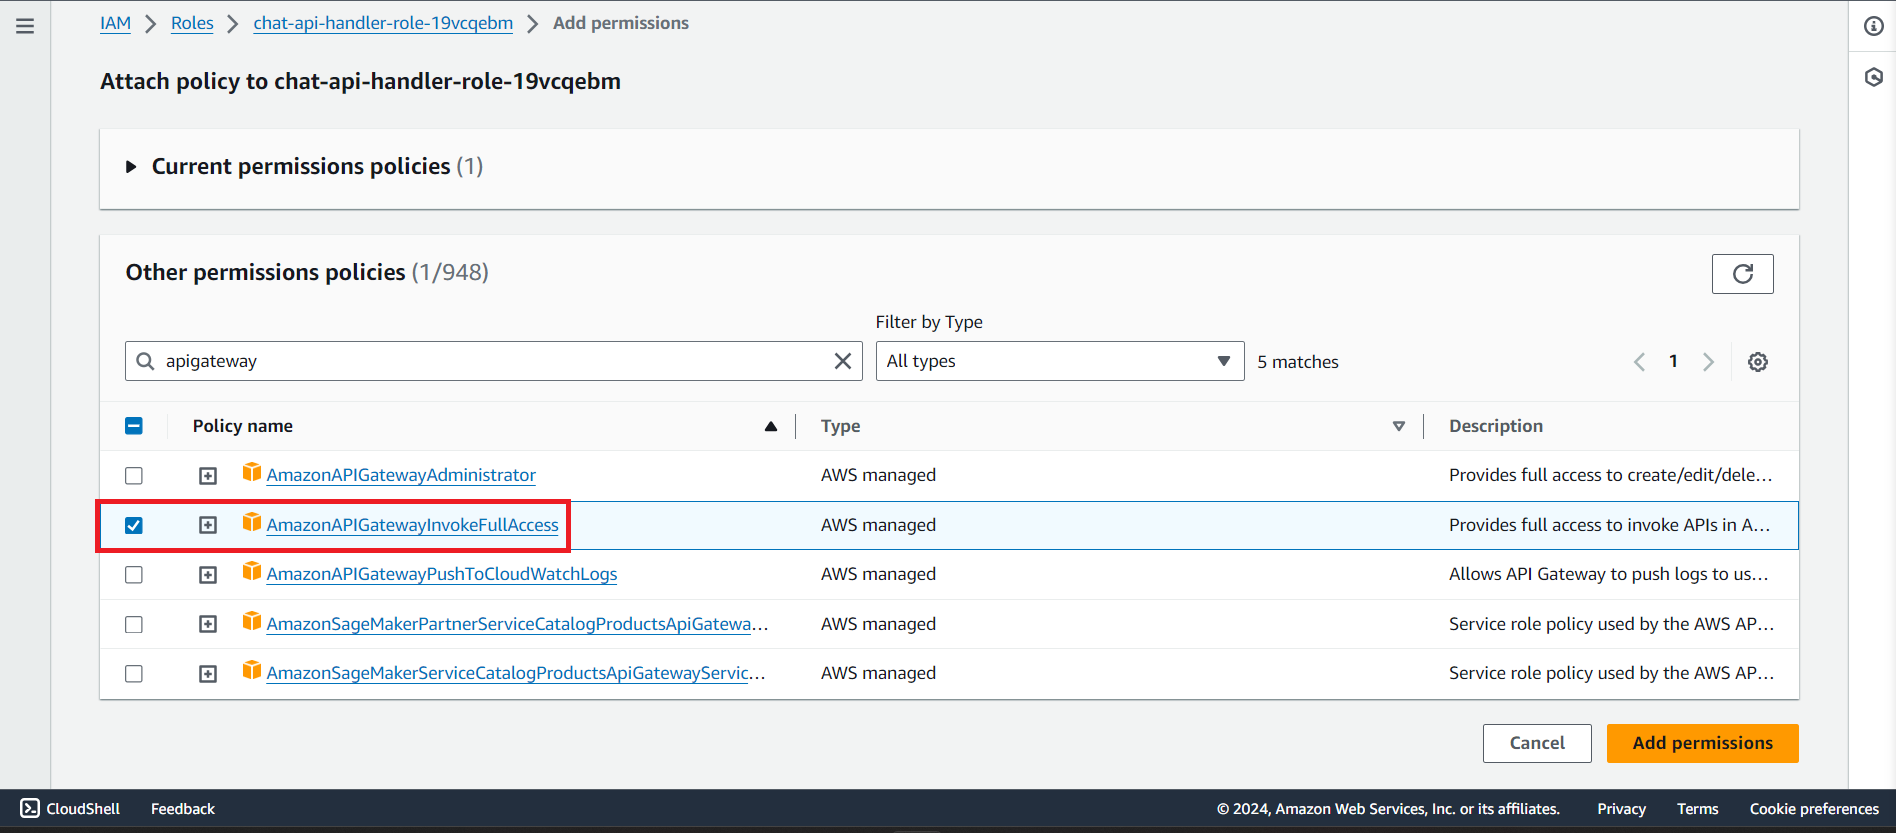 IAM > Roles > chat-api-handler-role-19vcqebm > Add permissions
Attach policy to chat-api-handler-role-19vcqebm
Current permissions policies (1)
Other permissions policies (1/948)
Filter by Type
apigateway All types 5 matches 1
Policy name Type Description
AmazonAPIGatewayAdministrator AWS managed Provides full access to create/edit/dele...
AmazonAPIGatewayInvokeFullAccess AWS managed Provides full access to invoke APIs in A...
AmazonAPIGatewayPushToCloudWatchLogs AWS managed Allows API Gateway to push logs to us...
AmazonSageMakerPartnerServiceCatalogProductsApiGatewa... AWS managed Service role policy used by the AWS AP...
AmazonSageMakerServiceCatalogProductsApiGatewayServic... AWS managed Service role policy used by the AWS AP...
Cancel Add permissions
CloudShell Feedback © 2024, Amazon Web Services, Inc. or its affiliates. Privacy Terms Cookie preferences